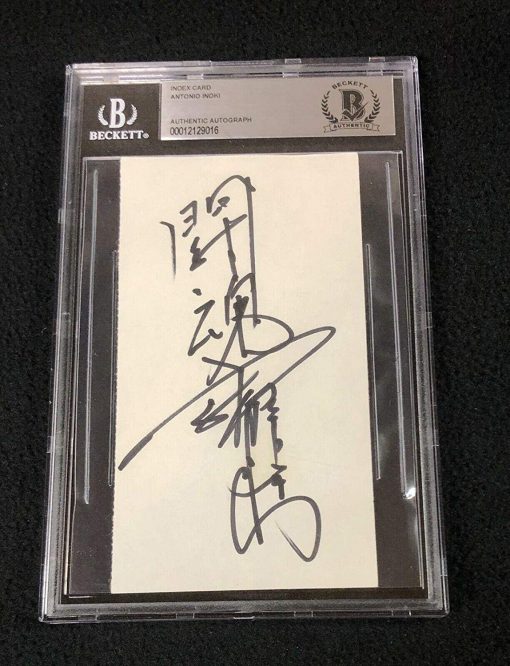 BECKETT®
INDEX CARD
ANTONIO INOKI
AUTHENTIC AUTOGRAPH
00012129016
BECKETT
AUTHENTIC
闘魂